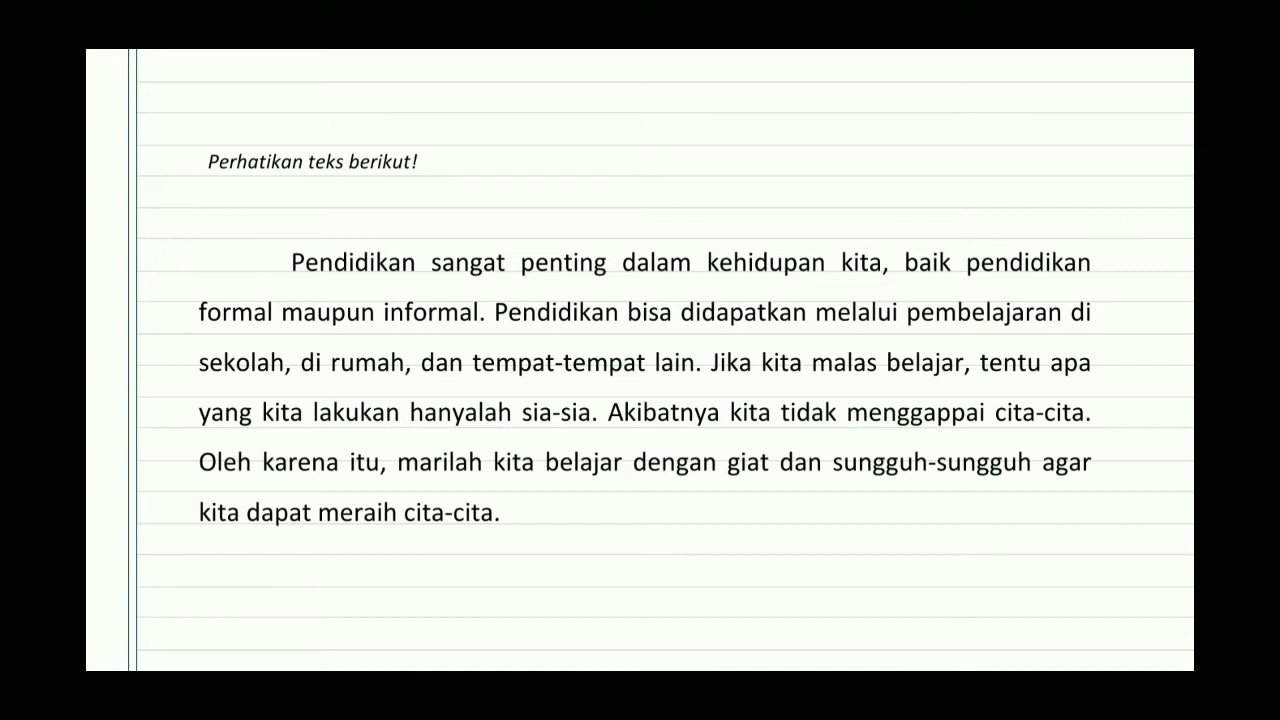 Perhatikan teks berikut!
Pendidikan sangat penting dalam kehidupan kita, baik pendidikan
formal maupun informal. Pendidikan bisa didapatkan melalui pembelajaran di
sekolah, di rumah, dan tempat-tempat lain. Jika kita malas belajar, tentu apa
yang kita lakukan hanyalah sia-sia. Akibatnya kita tidak menggappai cita-cita.
Oleh karena itu, marilah kita belajar dengan giat dan sungguh-sungguh agar
kita dapat meraih cita-cita.